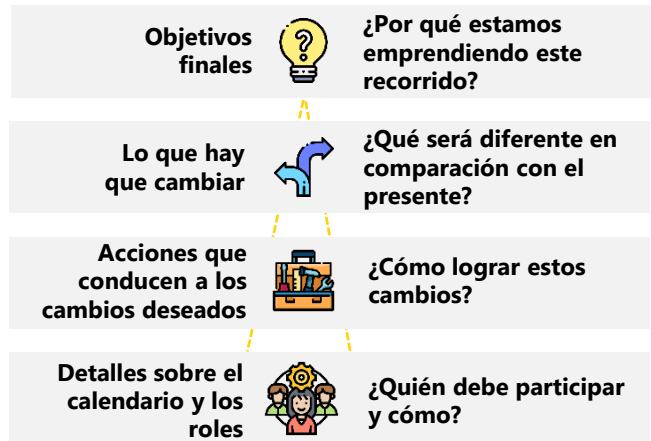 Objetivos
finales
¿Por qué estamos
emprendiendo este
recorrido?
Lo que hay
que cambiar
¿Qué será diferente en
comparación con el
presente?
Acciones que
conducen a los
cambios deseados
¿Cómo lograr estos
cambios?
Detalles sobre el
calendario y los
roles
¿Quién debe participar
y cómo?